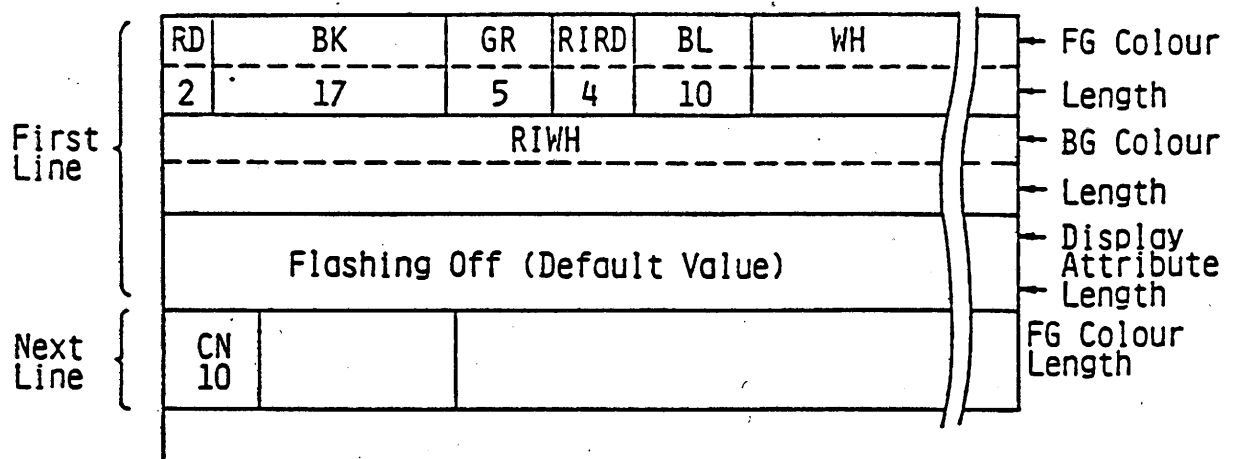 RD BK GR RIRD BL WH FG Colour
2 17 5 4 10 Length
First
Line
RIWH BG Colour
Length
Flashing Off (Default Value)
Display
Attribute
Length
Next
Line
CN
10
FG Colour
Length